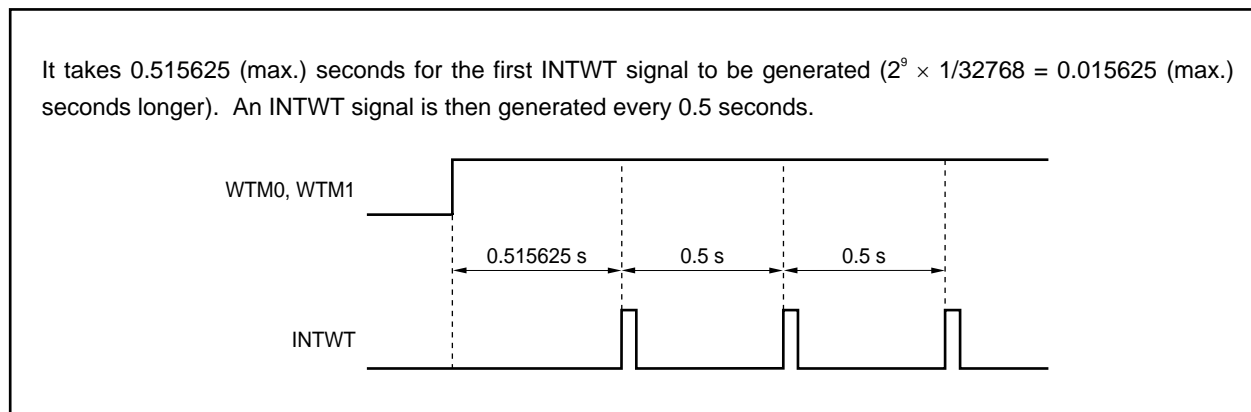 It takes 0.515625 (max.) seconds for the first INTWT signal to be generated (2⁹ × 1/32768 = 0.015625 (max.)
seconds longer). An INTWT signal is then generated every 0.5 seconds.
WTM0, WTM1
0.515625 s
0.5 s
0.5 s
INTWT